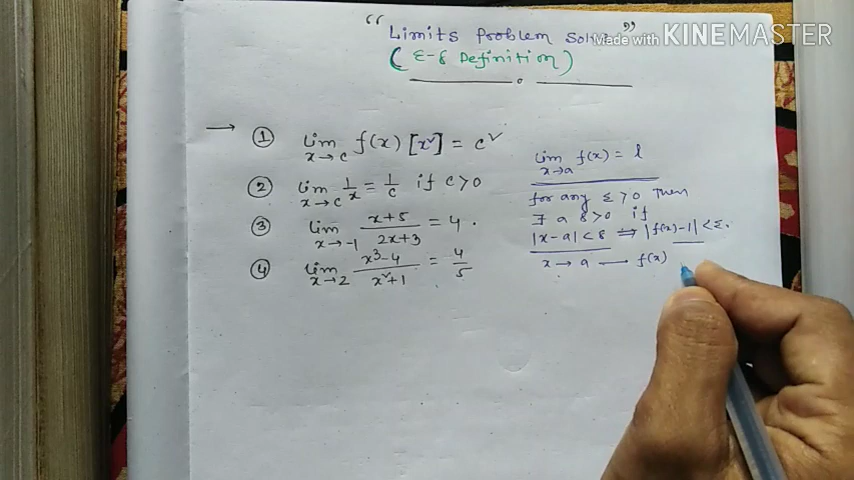 “ Limits Problem Solve ”
Made with KINEMASTER
( ε-δ Definition )
→ ① lim x→c f(x) [x²] = c²
② lim x→c 1/x = 1/c if c>0
③ lim x→-1 x+5/2x+3 = 4.
④ lim x→2 x³-4/x²+1 = 4/5
lim x→a f(x) = l
for any ε>0 Then
∃ a δ>0 if
|x-a|<δ ⇒ |f(x)-l|<ε.
x→a — f(x)